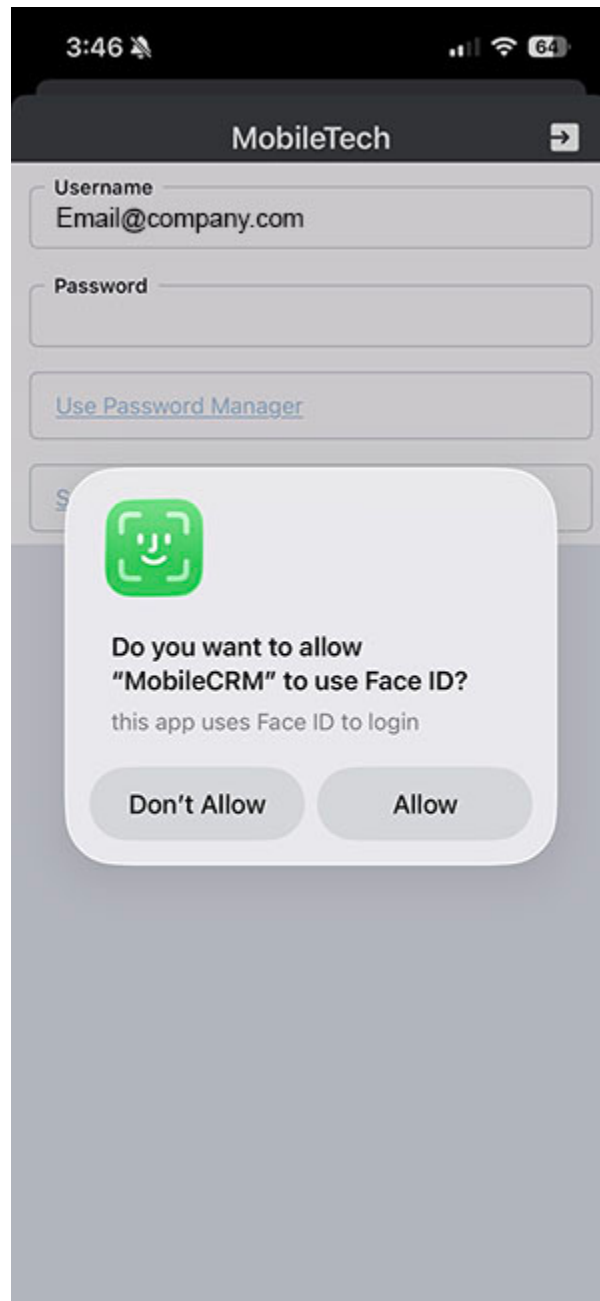 3:46
64
MobileTech
Username
Email@company.com
Password
Use Password Manager
Do you want to allow
“MobileCRM” to use Face ID?
this app uses Face ID to login
Don’t Allow
Allow